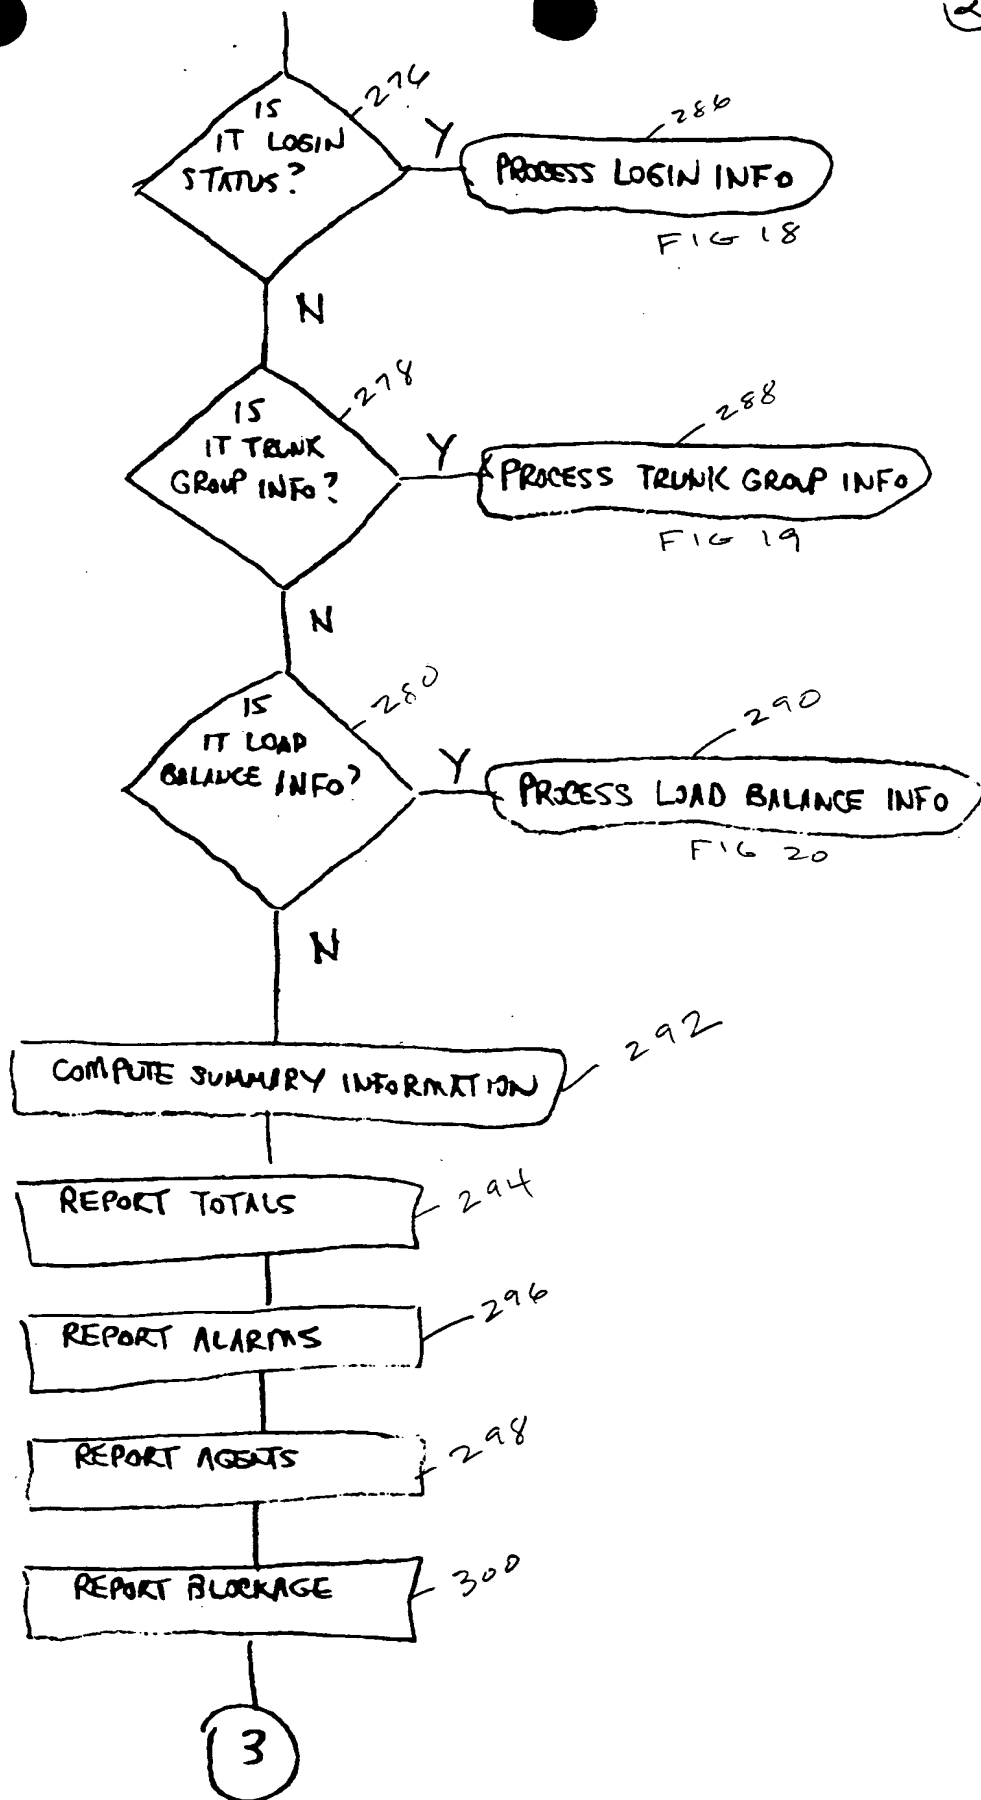 IS
IT LOGIN
STATUS?
276
Y
286
PROCESS LOGIN INFO
FIG 18
N
278
IS
IT TRUNK
GROUP INFO?
Y
288
PROCESS TRUNK GROUP INFO
FIG 19
N
280
IS
IT LOAD
BALANCE INFO?
Y
290
PROCESS LOAD BALANCE INFO
FIG 20
N
292
COMPUTE SUMMARY INFORMATION
294
REPORT TOTALS
296
REPORT ALARMS
298
REPORT AGENTS
300
REPORT BLOCKAGE
3